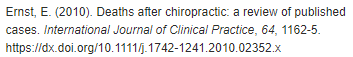 Ernst, E. (2010). Deaths after chiropractic: a review of published
cases. International Journal of Clinical Practice, 64, 1162-5.
https://dx.doi.org/10.1111/j.1742-1241.2010.02352.x